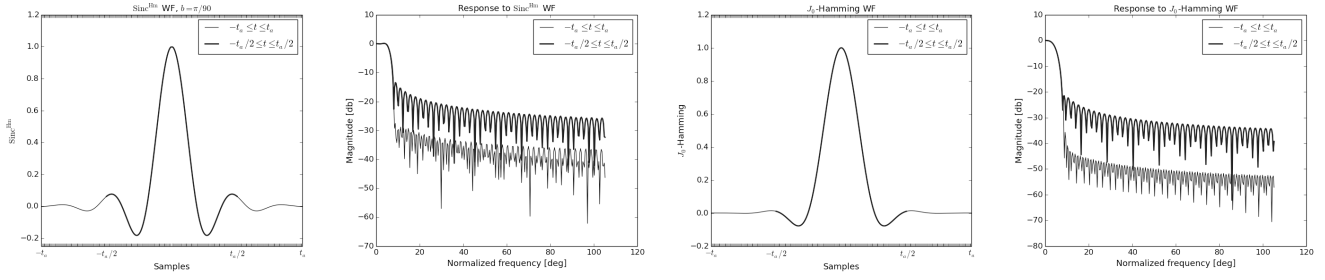 Sinc^Hm WF, b = π/90
−t_a ≤ t ≤ t_a
−t_a/2 ≤ t ≤ t_a/2
Sinc^Hm
1.2
1.0
0.8
0.6
0.4
0.2
0.0
−0.2
−t_a
−t_a/2
t_a/2
t_a
Samples
Response to Sinc^Hm WF
−t_a ≤ t ≤ t_a
−t_a/2 ≤ t ≤ t_a/2
Magnitude [db]
10
0
−10
−20
−30
−40
−50
−60
−70
0
20
40
60
80
100
120
Normalized frequency [deg]
J_0-Hamming WF
−t_a ≤ t ≤ t_a
−t_a/2 ≤ t ≤ t_a/2
J_0-Hamming
1.2
1.0
0.8
0.6
0.4
0.2
0.0
−0.2
−t_a
−t_a/2
t_a/2
t_a
Samples
Response to J_0-Hamming WF
−t_a ≤ t ≤ t_a
−t_a/2 ≤ t ≤ t_a/2
Magnitude [db]
10
0
−10
−20
−30
−40
−50
−60
−70
−80
0
20
40
60
80
100
120
Normalized frequency [deg]